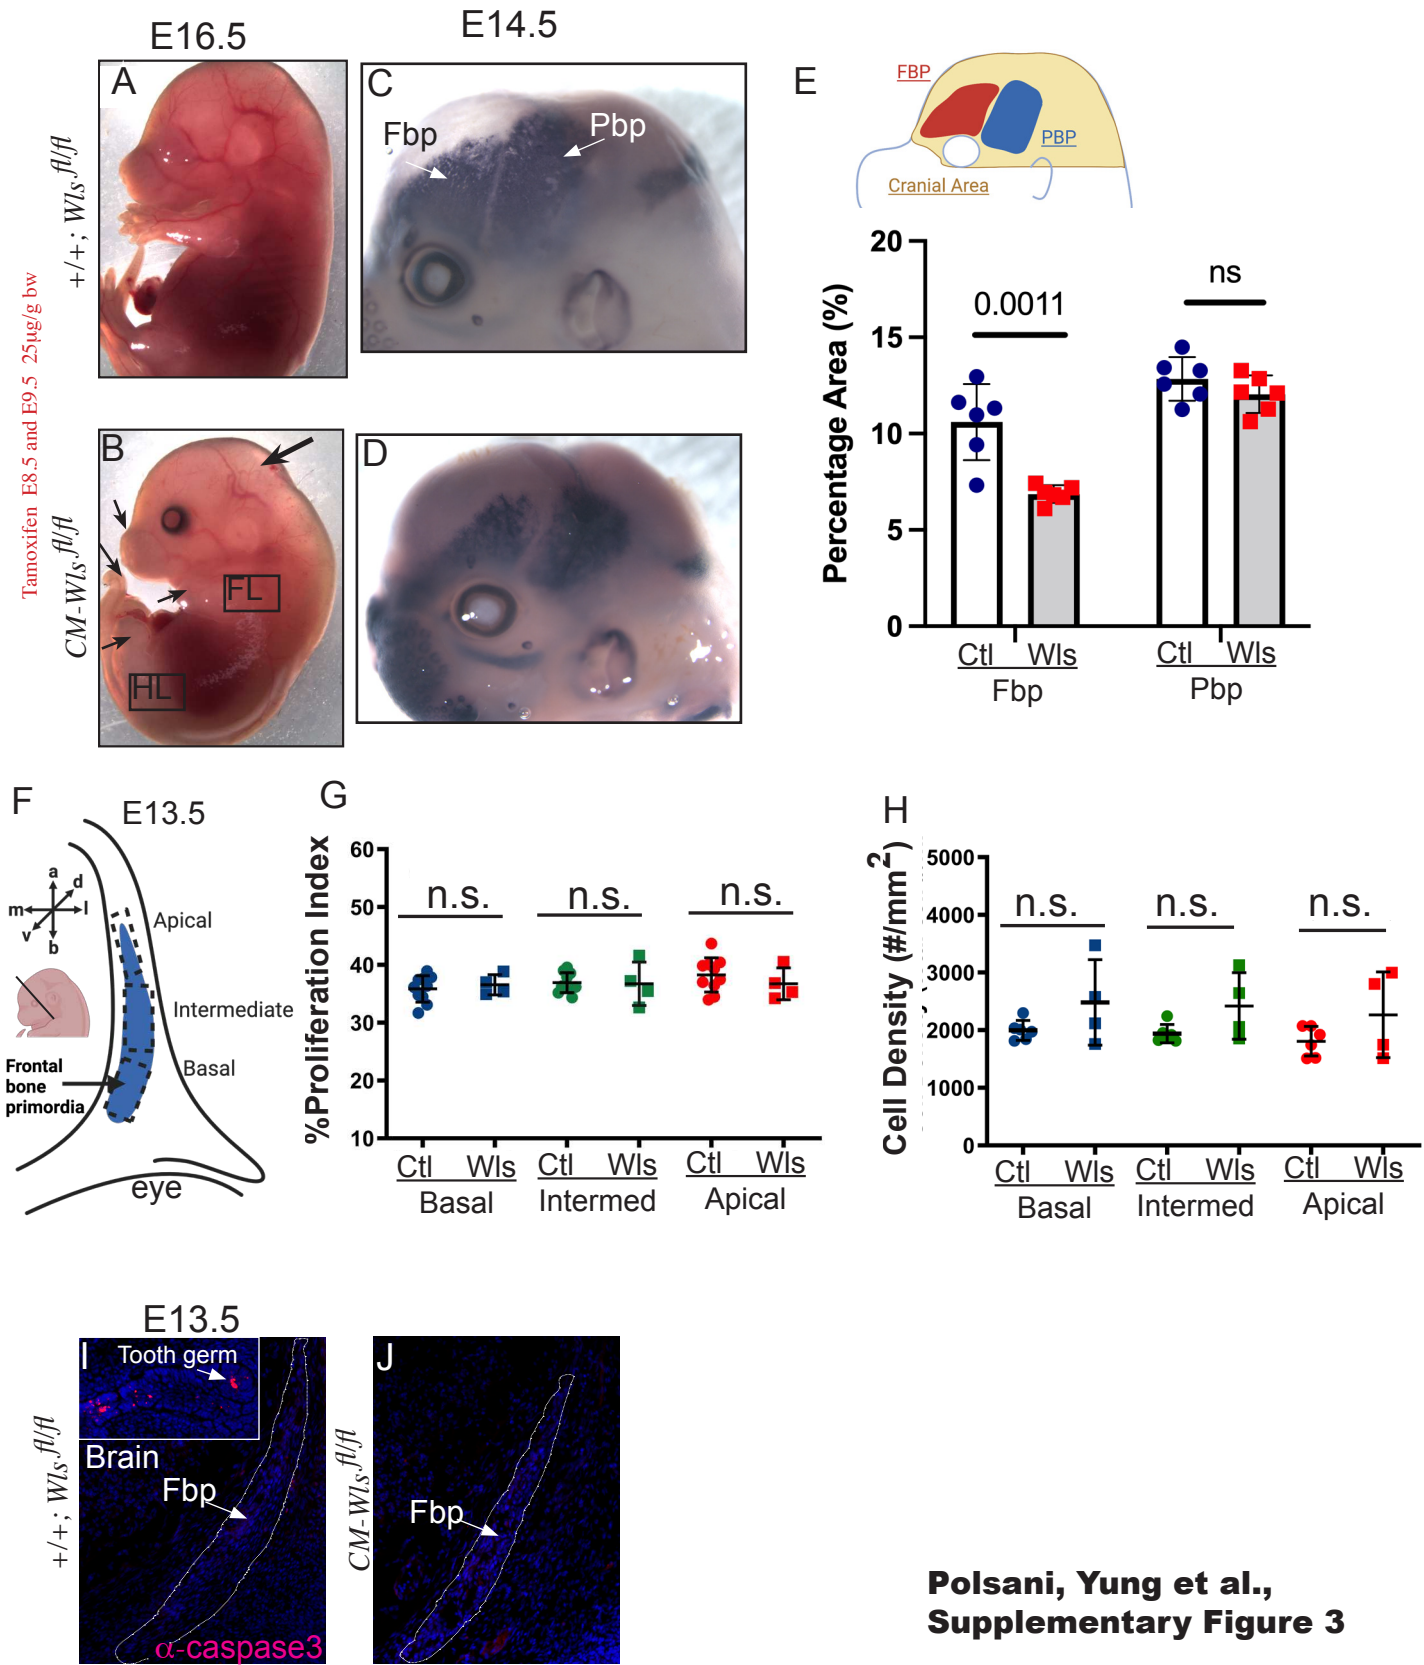 E16.5
E14.5
Tamoxifen E8.5 and E9.5 25µg/g bw
+/+; Wls fl/fl
CM-Wls fl/fl
A
B
FL
HL
C
Fbp
Pbp
D
E
FBP
PBP
Cranial Area
Percentage Area (%)
20
15
10
5
0
0.0011
ns
Ctl Wls
Fbp
Ctl Wls
Pbp
F
E13.5
a
d
m
l
v
b
Apical
Intermediate
Basal
Frontal
bone
primordia
eye
G
%Proliferation Index
60
50
40
30
20
10
n.s.
n.s.
n.s.
Ctl Wls
Basal
Ctl Wls
Intermed
Ctl Wls
Apical
H
Cell Density (#/mm2)
5000
4000
3000
2000
1000
0
n.s.
n.s.
n.s.
Ctl Wls
Basal
Ctl Wls
Intermed
Ctl Wls
Apical
E13.5
+/+; Wls fl/fl
I
Tooth germ
Brain
Fbp
α-caspase3
CM-Wls fl/fl
J
Fbp
Polsani, Yung et al.,
Supplementary Figure 3